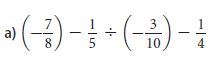 a) (-7/8) - 1/5 ÷ (-3/10) - 1/4